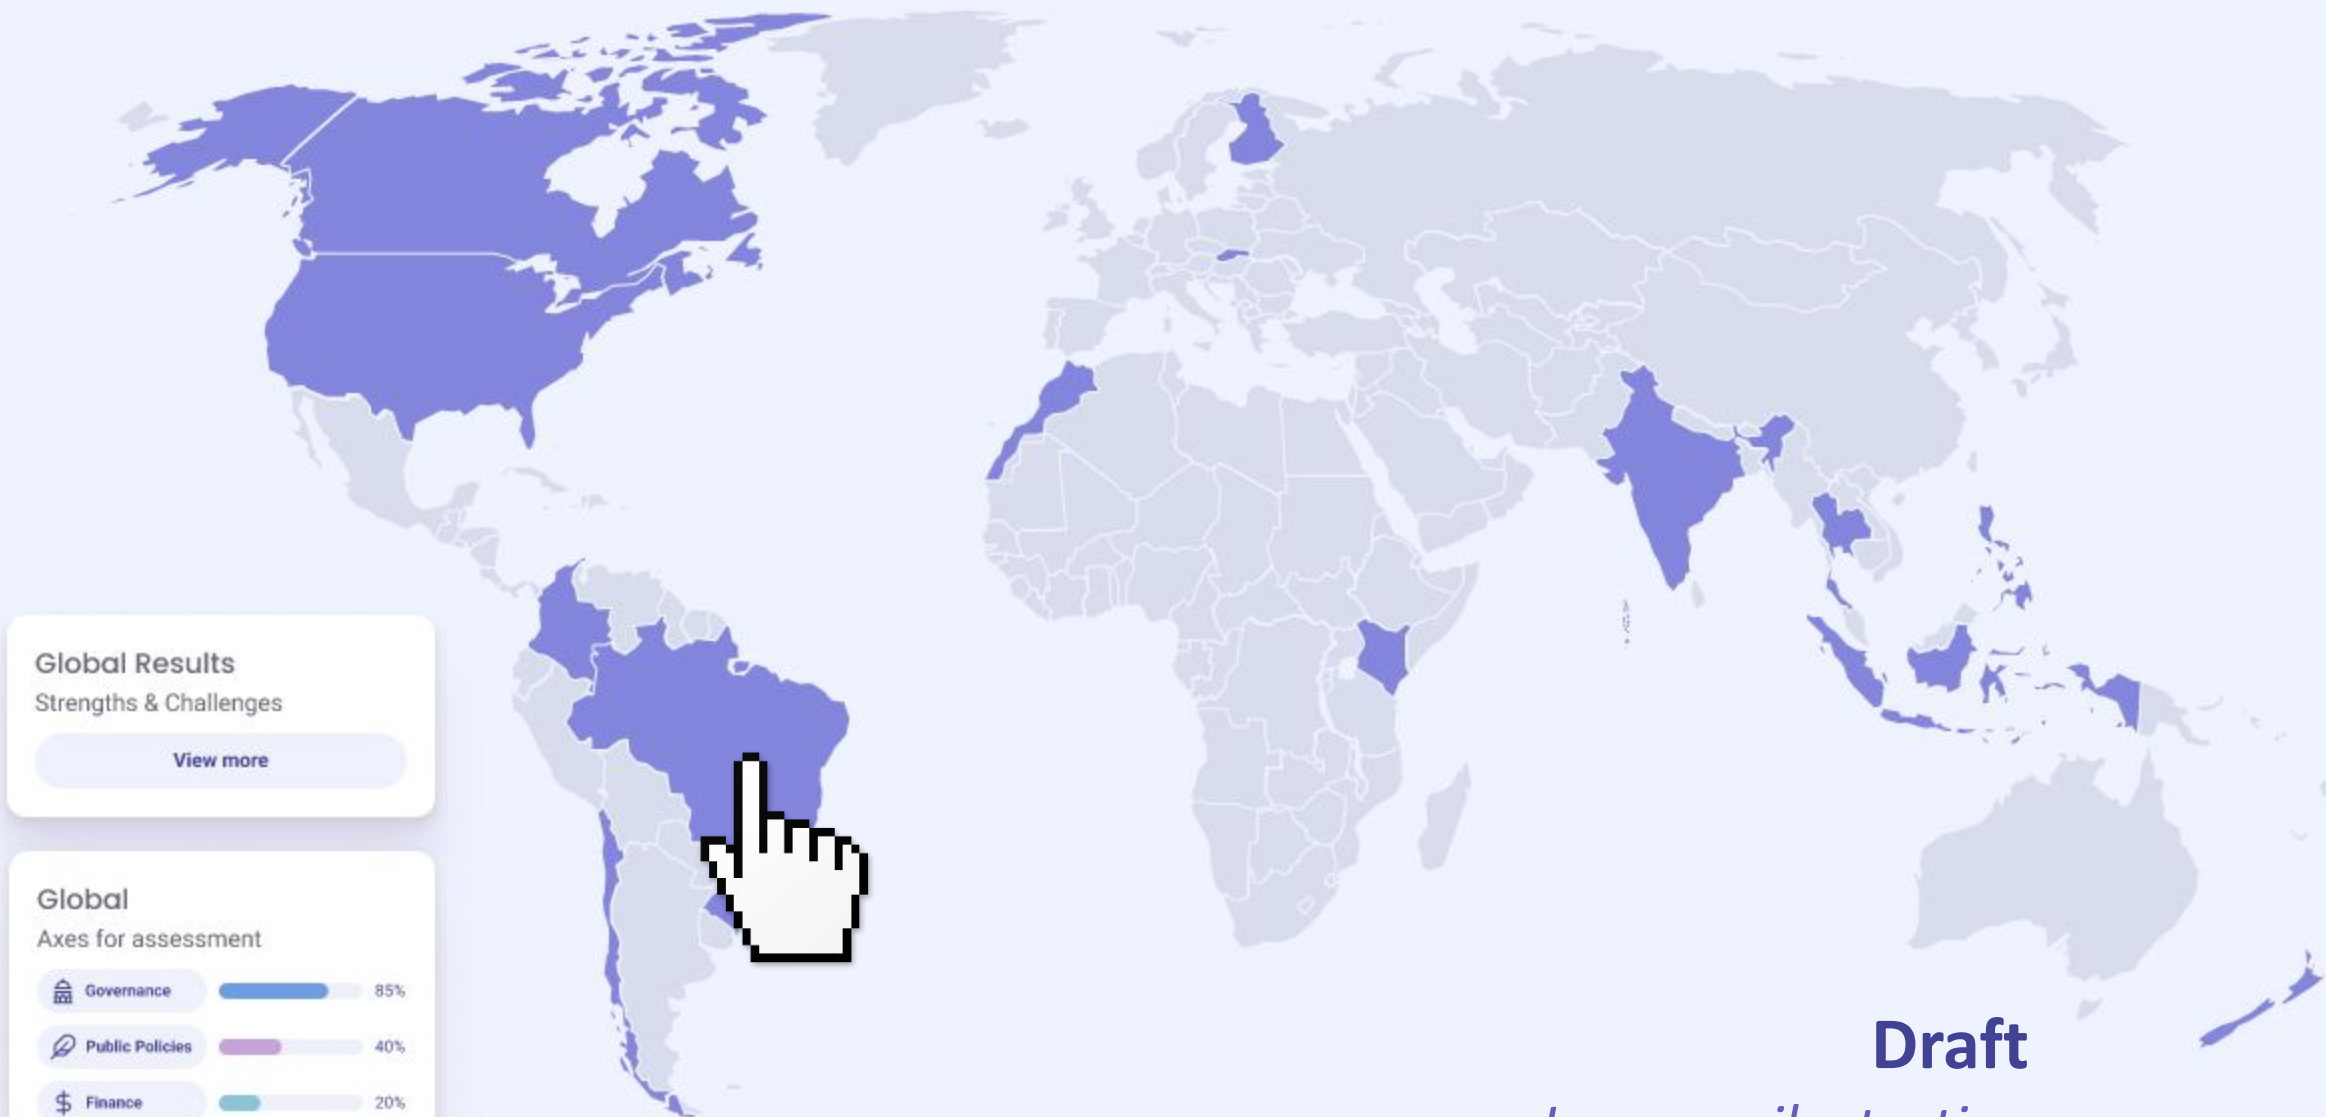 Global Results
Strengths & Challenges
View more
Global
Axes for assessment
Governance 85%
Public Policies 40%
$ Finance 20%
Draft